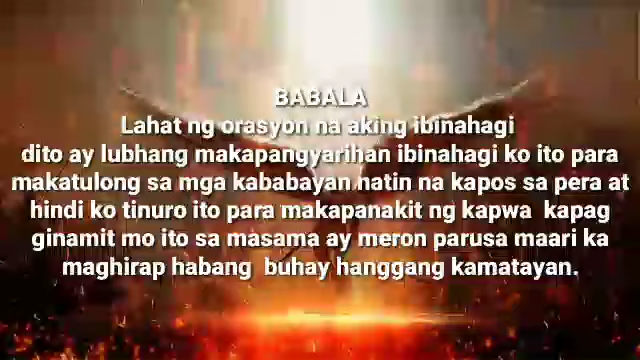 BABALA
Lahat ng orasyon na aking ibinahagi
dito ay lubhang makapangyarihan ibinahagi ko ito para
makatulong sa mga kababayan natin na kapos sa pera at
hindi ko tinuro ito para makapanakit ng kapwa kapag
ginamit mo ito sa masama ay meron parusa maari ka
maghirap habang buhay hanggang kamatayan.